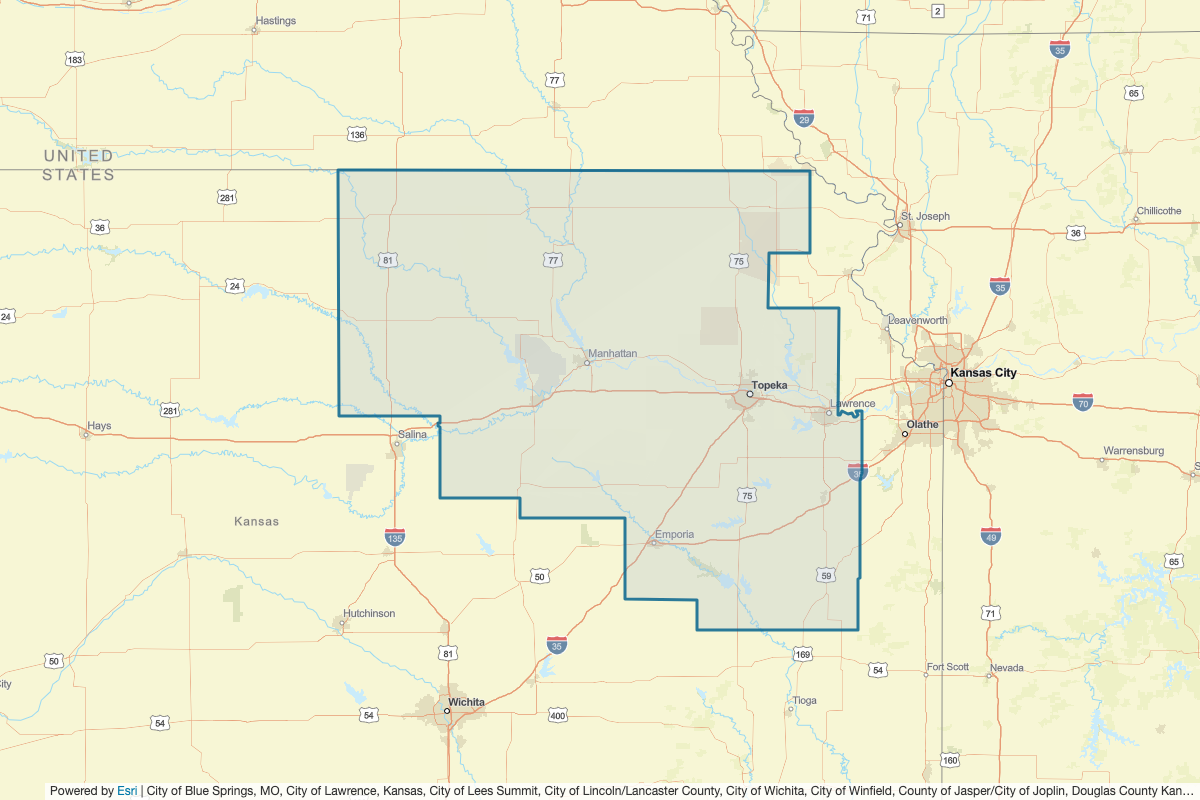 Hastings
71
2
35
183
77
65
29
136
UNITED
STATES
281
36
St. Joseph
Chillicothe
36
81
77
75
24
35
24
Leavenworth
Manhattan
Kansas City
Topeka
70
281
Lawrence
Hays
Salina
Olathe
Warrensburg
75
Kansas
135
Emporia
49
65
50
59
Hutchinson
71
35
81
169
50
54
Fort Scott
Nevada
Wichita
Tioga
54
54
400
160
Powered by Esri | City of Blue Springs, MO, City of Lawrence, Kansas, City of Lees Summit, City of Lincoln/Lancaster County, City of Wichita, City of Winfield, County of Jasper/City of Joplin, Douglas County Kan…